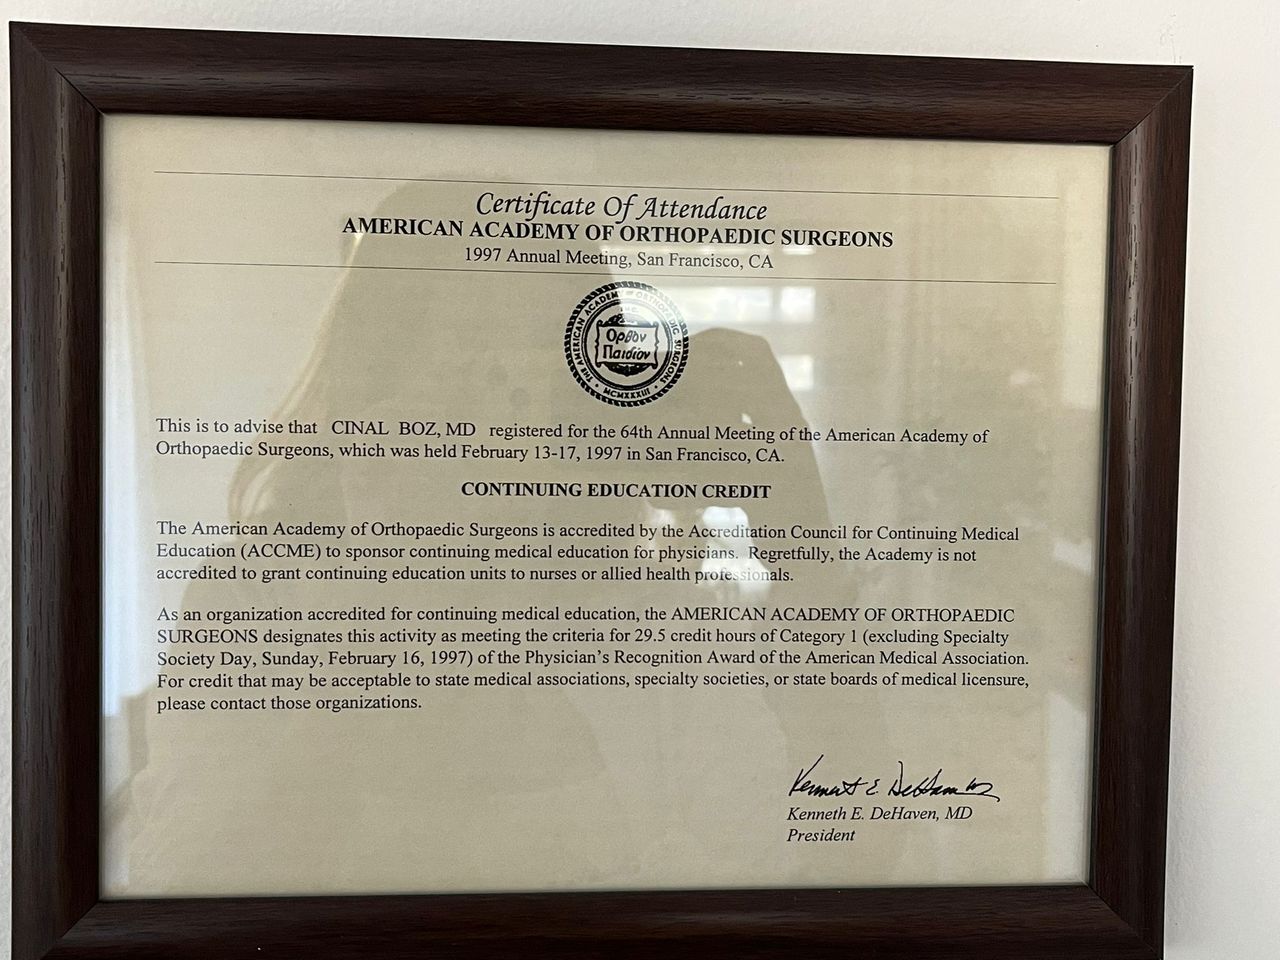 Certificate Of Attendance
AMERICAN ACADEMY OF ORTHOPAEDIC SURGEONS
1997 Annual Meeting, San Francisco, CA
THE AMERICAN ACADEMY OF ORTHOPAEDIC SURGEONS
INC.
Ορθὸν
Παιδίον
MCMXXXIII
This is to advise that CINAL BOZ, MD registered for the 64th Annual Meeting of the American Academy of
Orthopaedic Surgeons, which was held February 13-17, 1997 in San Francisco, CA.
CONTINUING EDUCATION CREDIT
The American Academy of Orthopaedic Surgeons is accredited by the Accreditation Council for Continuing Medical
Education (ACCME) to sponsor continuing medical education for physicians. Regretfully, the Academy is not
accredited to grant continuing education units to nurses or allied health professionals.
As an organization accredited for continuing medical education, the AMERICAN ACADEMY OF ORTHOPAEDIC
SURGEONS designates this activity as meeting the criteria for 29.5 credit hours of Category 1 (excluding Specialty
Society Day, Sunday, February 16, 1997) of the Physician's Recognition Award of the American Medical Association.
For credit that may be acceptable to state medical associations, specialty societies, or state boards of medical licensure,
please contact those organizations.
Kenneth E. DeHaven MD
Kenneth E. DeHaven, MD
President